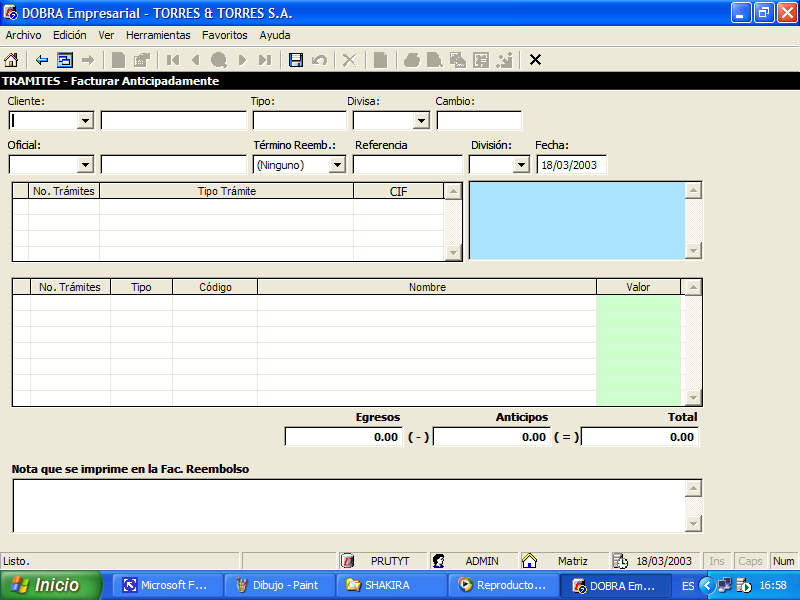 DOBRA Empresarial - TORRES & TORRES S.A.
Archivo Edición Ver Herramientas Favoritos Ayuda
TRAMITES - Facturar Anticipadamente
Cliente: Tipo: Divisa: Cambio:
Oficial: Término Reemb.: Referencia División: Fecha:
(Ninguno) 18/03/2003
No. Trámites Tipo Trámite CIF
No. Trámites Tipo Código Nombre Valor
Egresos Anticipos Total
0.00 ( - ) 0.00 ( = ) 0.00
Nota que se imprime en la Fac. Reembolso
Listo. PRUTYT ADMIN Matriz 18/03/2003 Ins Caps Num
Inicio Microsoft F... Dibujo - Paint SHAKIRA Reproducto... DOBRA Em... ES 16:58